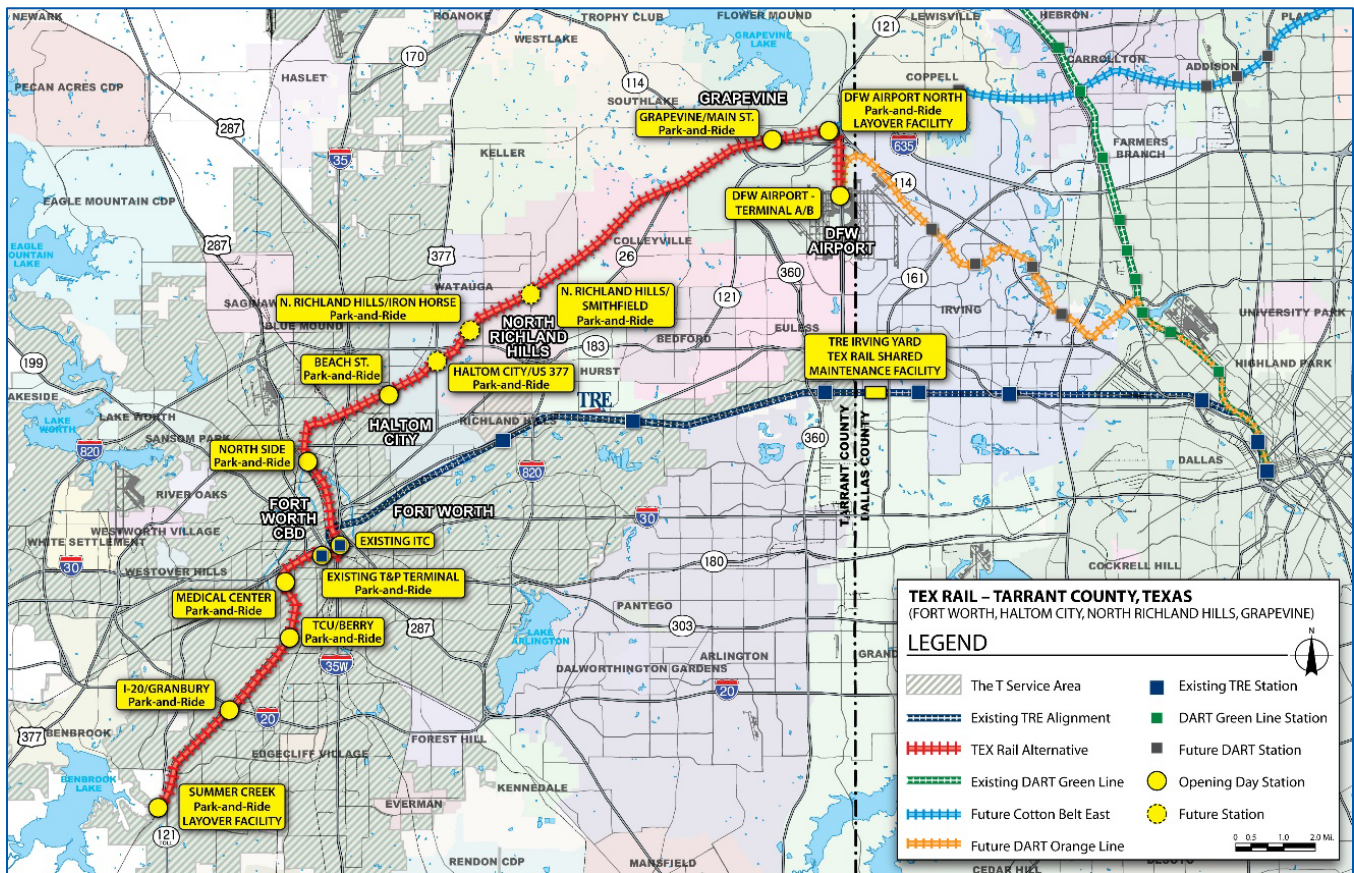 NEWARK
ROANOKE
TROPHY CLUB
FLOWER MOUND
LEWISVILLE
HEBRON
PLANO
121
GRAPEVINE
LAKE
WESTLAKE
170
HASLET
PECAN ACRES CDP
114
COPPELL
CARROLLTON
ADDISON
SOUTHLAKE
GRAPEVINE
GRAPEVINE/MAIN ST.
Park-and-Ride
DFW AIRPORT NORTH
Park-and-Ride
LAYOVER FACILITY
287
35
KELLER
635
FARMERS
BRANCH
EAGLE MOUNTAIN CDP
114
DFW AIRPORT -
TERMINAL A/B
DFW
AIRPORT
287
EAGLE
MOUNTAIN
LAKE
377
COLLEYVILLE
26
360
161
121
WATAUGA
N. RICHLAND HILLS/IRON HORSE
Park-and-Ride
N. RICHLAND HILLS/
SMITHFIELD
Park-and-Ride
SAGINAW
BLUE MOUND
NORTH
RICHLAND
HILLS
IRVING
UNIVERSITY PARK
EULESS
BEDFORD
183
HURST
TRE IRVING YARD
TEX RAIL SHARED
MAINTENANCE FACILITY
199
BEACH ST.
Park-and-Ride
HALTOM CITY/US 377
Park-and-Ride
HIGHLAND PARK
LAKESIDE
LAKE WORTH
LAKE
WORTH
TRE
RICHLAND HILLS
HALTOM
CITY
820
SANSOM PARK
NORTH SIDE
Park-and-Ride
820
360
TARRANT COUNTY
DALLAS COUNTY
DALLAS
RIVER OAKS
FORT
WORTH
CBD
FORT WORTH
30
WESTWORTH VILLAGE
WHITE SETTLEMENT
EXISTING ITC
30
WESTOVER HILLS
180
COCKRELL HILL
EXISTING T&P TERMINAL
Park-and-Ride
MEDICAL CENTER
Park-and-Ride
PANTEGO
303
TCU/BERRY
Park-and-Ride
287
LAKE
ARLINGTON
35W
DALWORTHINGTON GARDENS
ARLINGTON
GRAND
20
I-20/GRANBURY
Park-and-Ride
20
377
BENBROOK
FOREST HILL
EDGECLIFF VILLAGE
BENBROOK
LAKE
KENNEDALE
SUMMER CREEK
Park-and-Ride
LAYOVER FACILITY
EVERMAN
121
TOLL
RENDON CDP
MANSFIELD
CEDAR HILL
TEX RAIL – TARRANT COUNTY, TEXAS
(FORT WORTH, HALTOM CITY, NORTH RICHLAND HILLS, GRAPEVINE)
LEGEND
N
The T Service Area
Existing TRE Alignment
TEX Rail Alternative
Existing DART Green Line
Future Cotton Belt East
Future DART Orange Line
Existing TRE Station
DART Green Line Station
Future DART Station
Opening Day Station
Future Station
0 0.5 1.0 2.0 Mi.